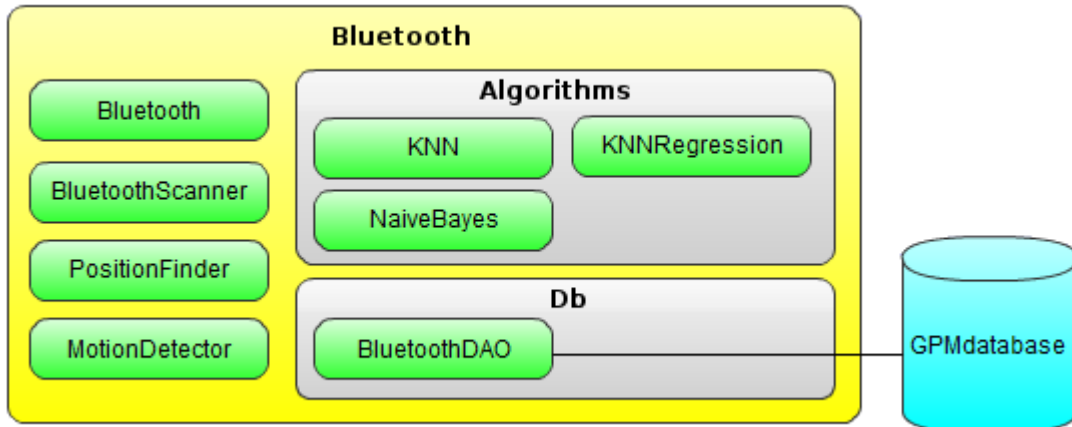 Bluetooth
Bluetooth
BluetoothScanner
PositionFinder
MotionDetector
Algorithms
KNN
KNNRegression
NaiveBayes
Db
BluetoothDAO
GPMdatabase